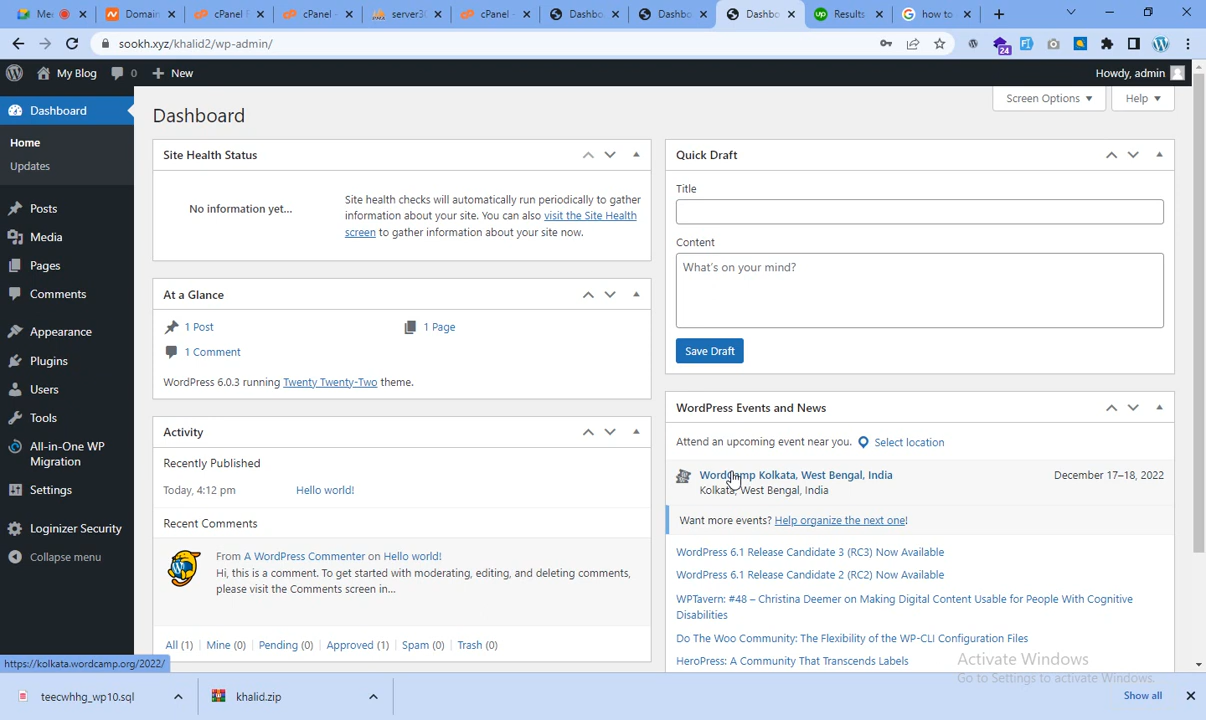 Mee
Domain
cPanel F
cPanel -
server3
cPanel -
Dashbo
Dashbo
Dashbo
Results
how to
sookh.xyz/khalid2/wp-admin/
24
My Blog 0 New
Howdy, admin
Dashboard
Home
Updates
Posts
Media
Pages
Comments
Appearance
Plugins
Users
Tools
All-in-One WP
Migration
Settings
Loginizer Security
Collapse menu
Screen Options
Help
Dashboard
Site Health Status
No information yet...
Site health checks will automatically run periodically to gather
information about your site. You can also visit the Site Health
screen to gather information about your site now.
At a Glance
1 Post
1 Page
1 Comment
WordPress 6.0.3 running Twenty Twenty-Two theme.
Activity
Recently Published
Today, 4:12 pm Hello world!
Recent Comments
From A WordPress Commenter on Hello world!
Hi, this is a comment. To get started with moderating, editing, and deleting comments,
please visit the Comments screen in...
All (1) | Mine (0) | Pending (0) | Approved (1) | Spam (0) | Trash (0)
Quick Draft
Title
Content
What's on your mind?
Save Draft
WordPress Events and News
Attend an upcoming event near you. Select location
WordCamp Kolkata, West Bengal, India
December 17–18, 2022
Kolkata, West Bengal, India
Want more events? Help organize the next one!
WordPress 6.1 Release Candidate 3 (RC3) Now Available
WordPress 6.1 Release Candidate 2 (RC2) Now Available
WPTavern: #48 – Christina Deemer on Making Digital Content Usable for People With Cognitive
Disabilities
Do The Woo Community: The Flexibility of the WP-CLI Configuration Files
HeroPress: A Community That Transcends Labels
Activate Windows
Go to Settings to activate Windows.
https://kolkata.wordcamp.org/2022/
teecwhhg_wp10.sql
khalid.zip
Show all